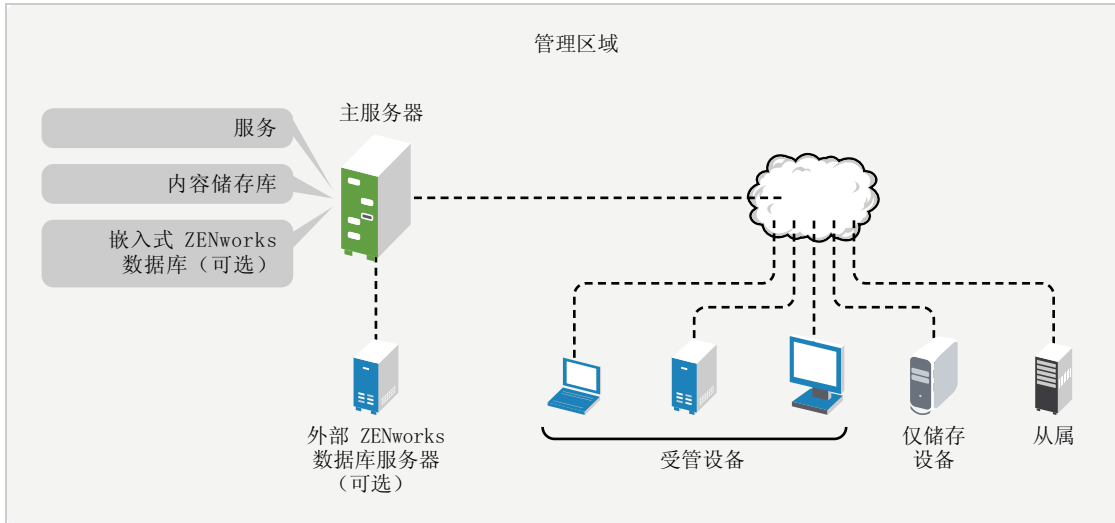 管理区域
主服务器
服务
内容储存库
嵌入式 ZENworks
数据库（可选）
外部 ZENworks
数据库服务器
（可选）
受管设备
仅储存
设备
从属